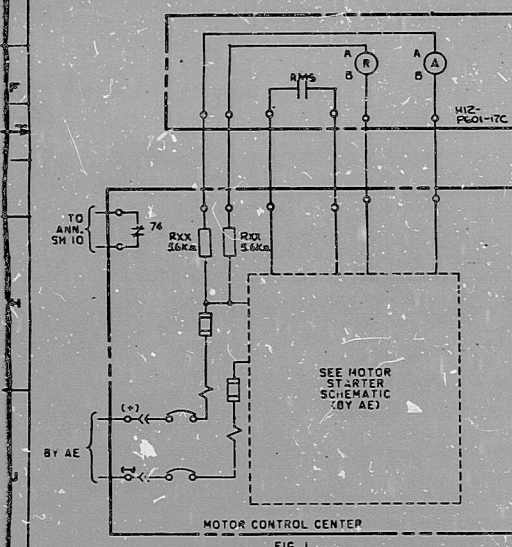 A
R
B
A
A
B
RMS
H12-
P601-17C
TO
ANN.
SH 10
74
RXX
5.6KΩ
RXX
5.6KΩ
SEE MOTOR
STARTER
SCHEMATIC
(BY AE)
(+)
BY AE
(-)
MOTOR CONTROL CENTER
FIG 1